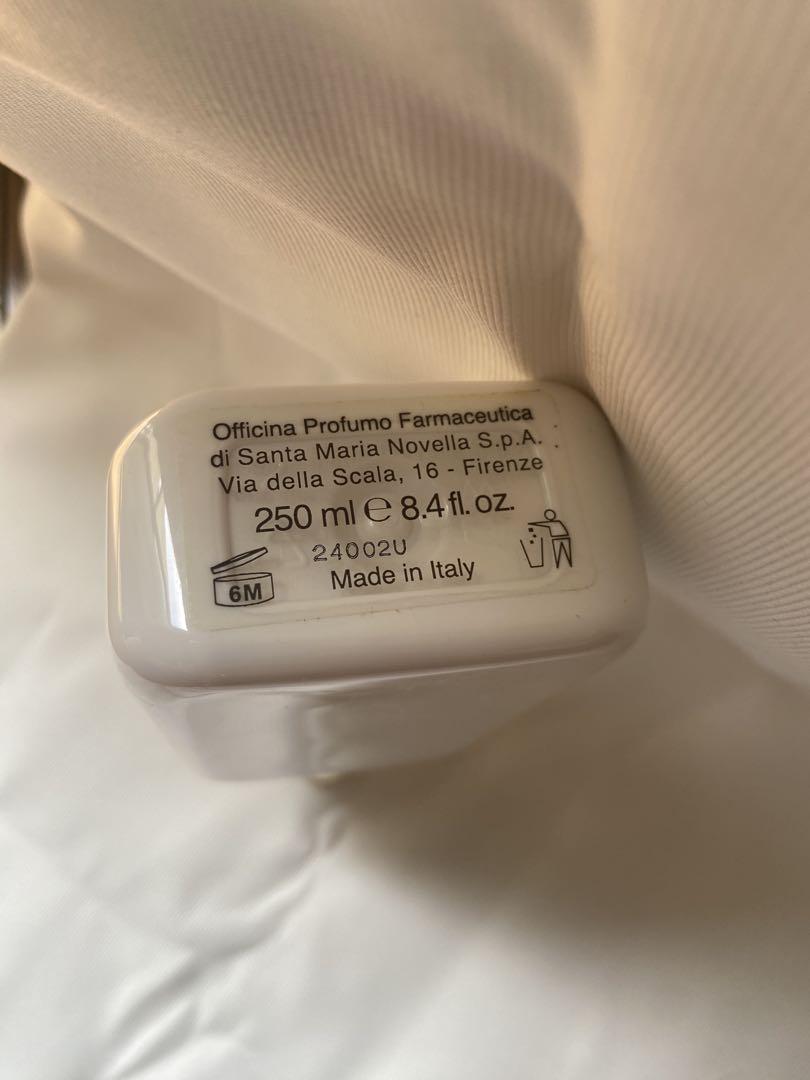 Officina Profumo Farmaceutica
di Santa Maria Novella S.p.A.
Via della Scala, 16 - Firenze
250 ml ℮ 8.4 fl. oz.
24002U
6M
Made in Italy